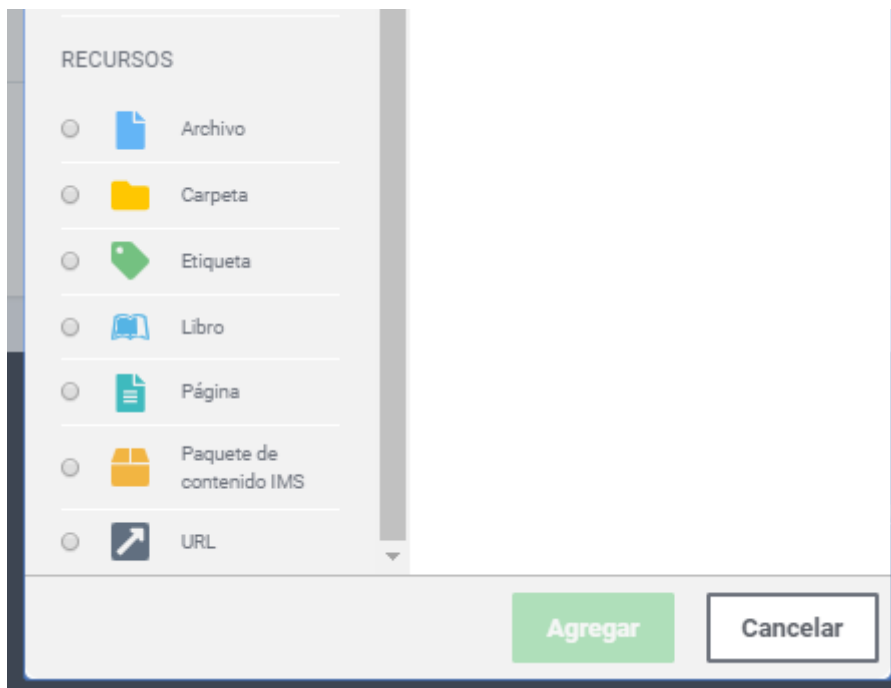 RECURSOS
Archivo
Carpeta
Etiqueta
Libro
Página
Paquete de
contenido IMS
URL
Agregar
Cancelar